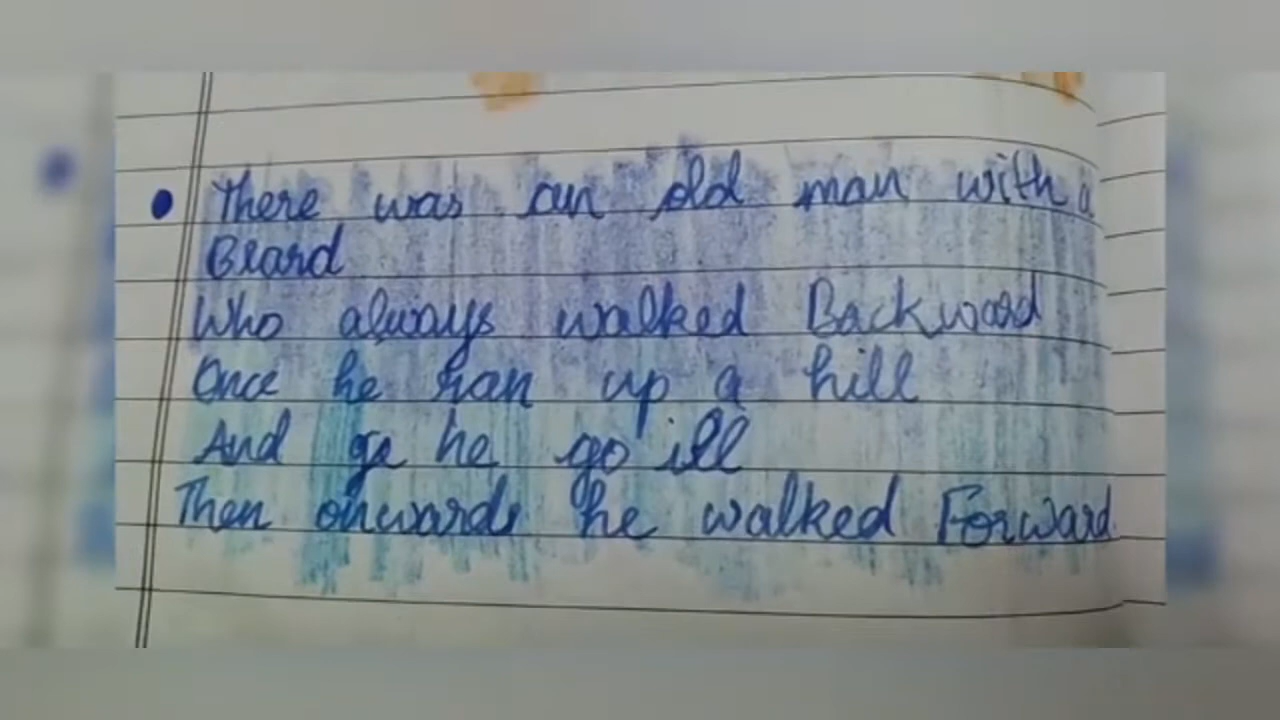 There was an old man with a
Beard
Who always walked Backward
Once he ran up a hill
And ge he go ill
Then onwards he walked Forward